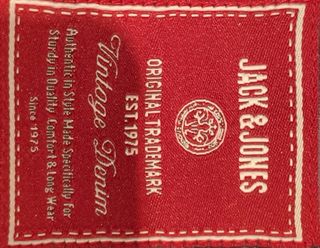 JACK & JONES
ORIGINAL TRADEMARK
EST. 1975
Vintage Denim
Authentic in Style Made Specifically For
Sturdy in Quality Comfort & Long Wear
Since 1975